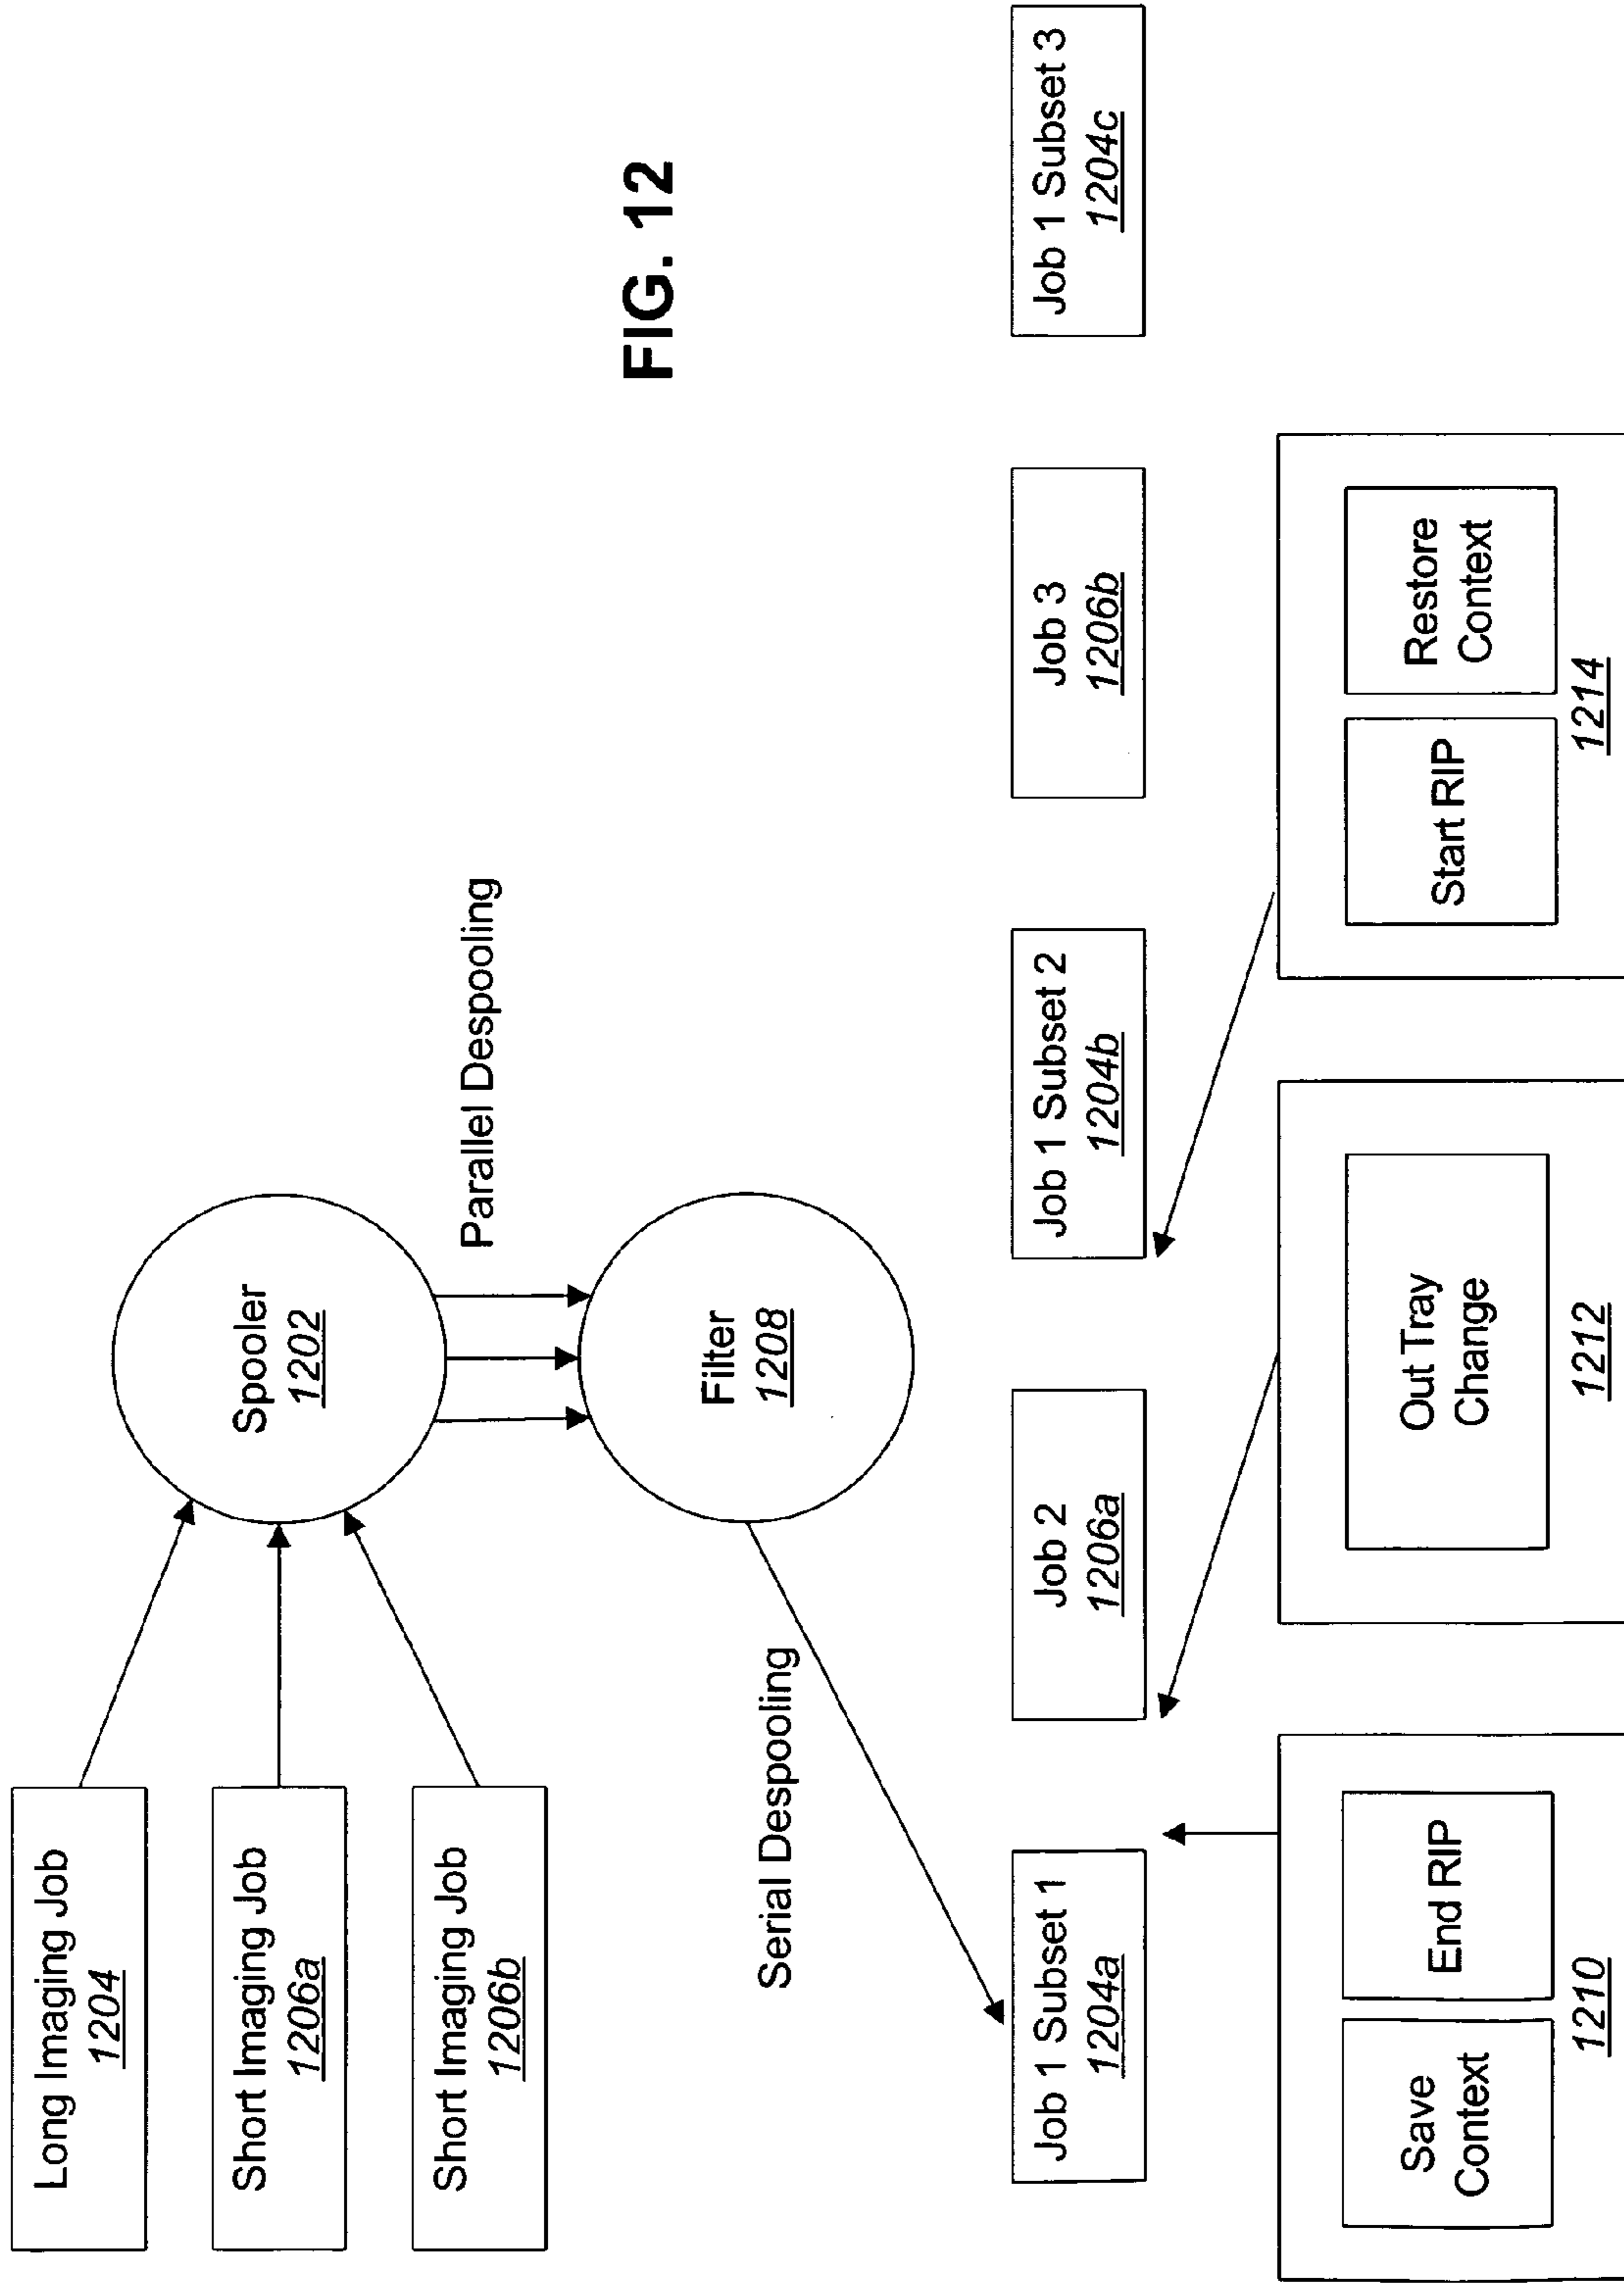 Long Imaging Job
1204
Short Imaging Job
1206a
Short Imaging Job
1206b
Spooler
1202
Parallel Despooling
Filter
1208
Serial Despooling
FIG. 12
Job 1 Subset 1
1204a
Job 2
1206a
Job 1 Subset 2
1204b
Job 3
1206b
Job 1 Subset 3
1204c
Save
Context
End RIP
1210
Out Tray
Change
1212
Start RIP
Restore
Context
1214